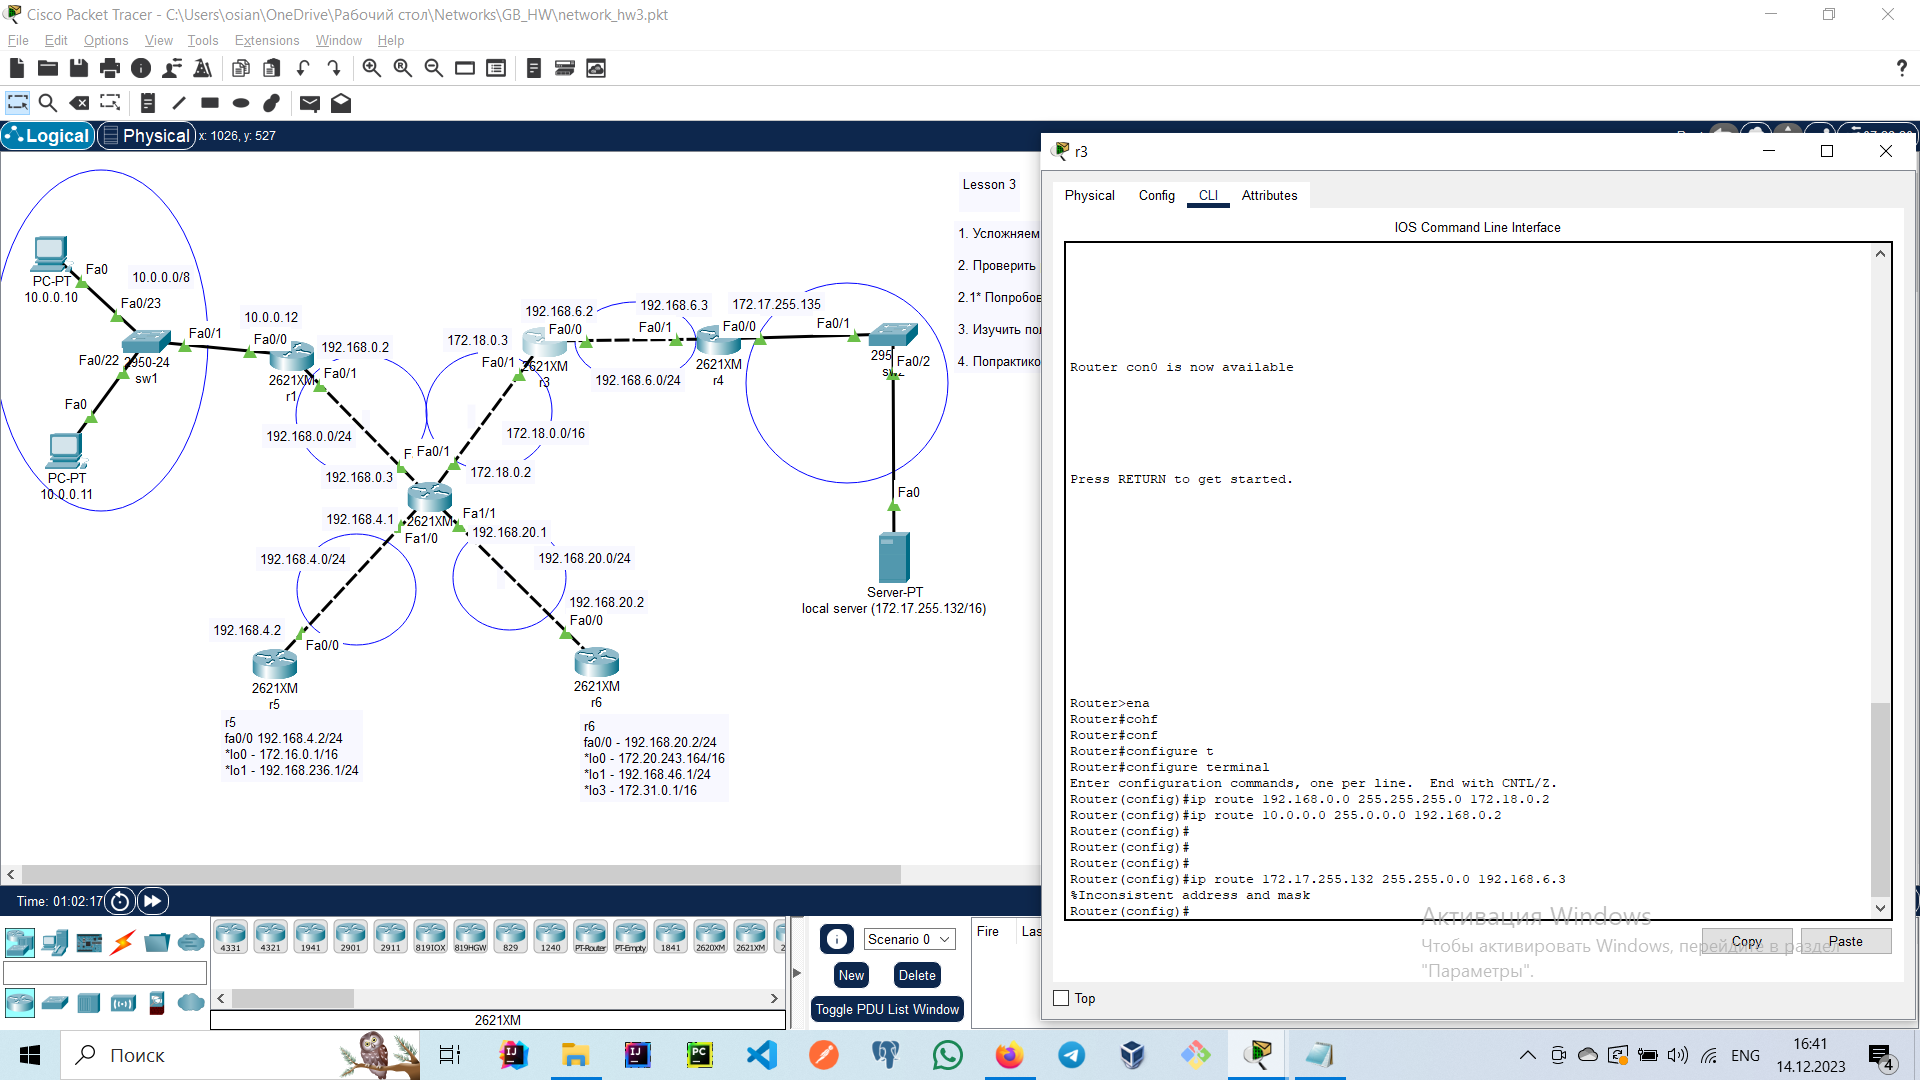 Cisco Packet Tracer - C:\Users\osian\OneDrive\Рабочий стол\Networks\GB_HW\network_hw3.pkt
File Edit Options View Tools Extensions Window Help
Logical Physical x: 1026, y: 527
Lesson 3
1. Усложняем
2. Проверить
2.1* Попробов
3. Изучить по
4. Попрактико
PC-PT
10.0.0.10
Fa0
10.0.0.0/8
Fa0/23
Fa0/1
Fa0/22
2950-24
sw1
Fa0
PC-PT
10.0.0.11
10.0.0.12
Fa0/0
2621XM
r1
192.168.0.2
Fa0/1
192.168.0.0/24
192.168.0.3
F
Fa0/1
172.18.0.3
Fa0/1
172.18.0.0/16
172.18.0.2
192.168.6.2
Fa0/0
2621XM
r3
192.168.6.3
Fa0/1
192.168.6.0/24
172.17.255.135
Fa0/0
2621XM
r4
Fa0/1
295
Fa0/2
Fa0
Server-PT
local server (172.17.255.132/16)
192.168.4.1
2621XM
Fa1/0
Fa1/1
192.168.20.1
192.168.4.0/24
192.168.20.0/24
192.168.4.2
Fa0/0
2621XM
r5
192.168.20.2
Fa0/0
2621XM
r6
r5
fa0/0 192.168.4.2/24
*lo0 - 172.16.0.1/16
*lo1 - 192.168.236.1/24
r6
fa0/0 - 192.168.20.2/24
*lo0 - 172.20.243.164/16
*lo1 - 192.168.46.1/24
*lo3 - 172.31.0.1/16
r3
Physical Config CLI Attributes
IOS Command Line Interface
Router con0 is now available
Press RETURN to get started.
Router>ena
Router#cohf
Router#conf
Router#configure t
Router#configure terminal
Enter configuration commands, one per line. End with CNTL/Z.
Router(config)#ip route 192.168.0.0 255.255.255.0 172.18.0.2
Router(config)#ip route 10.0.0.0 255.0.0.0 192.168.0.2
Router(config)#
Router(config)#
Router(config)#
Router(config)#ip route 172.17.255.132 255.255.0.0 192.168.6.3
%Inconsistent address and mask
Router(config)#
Copy Paste
Top
Активация Windows
Чтобы активировать Windows, перейдите в раздел
"Параметры".
Time: 01:02:17
4331 4321 1941 2901 2911 819IOX 819HGW 829 1240 PT-Router PT-Empty 1841 2620XM 2621XM 2
2621XM
Scenario 0
New Delete
Toggle PDU List Window
Fire Las
Поиск
ENG
16:41
14.12.2023
4